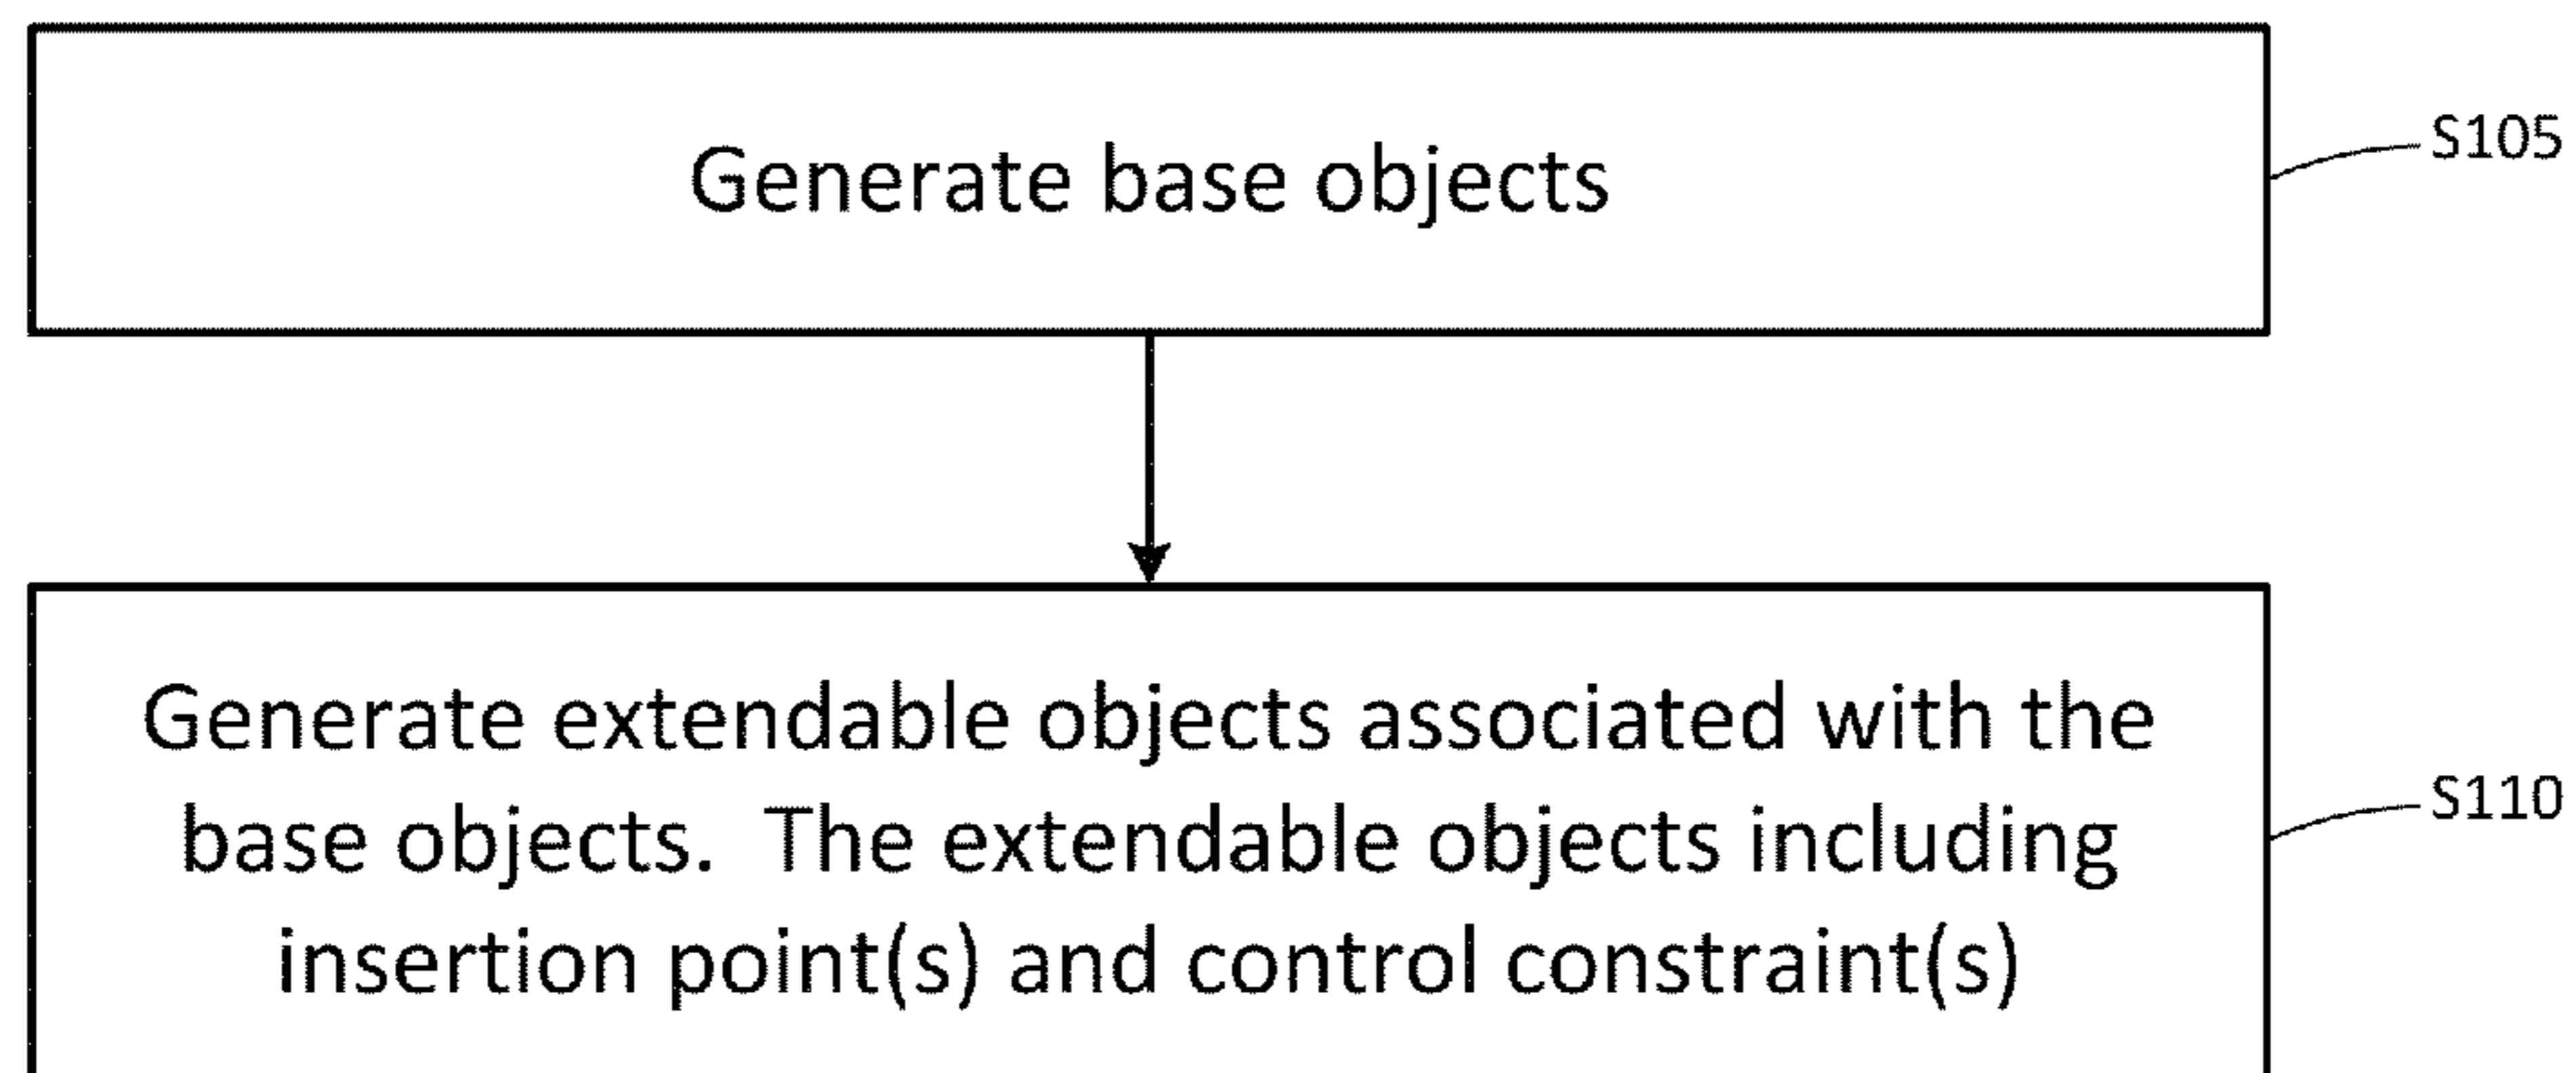 Generate base objects
S105
Generate extendable objects associated with the
base objects.  The extendable objects including
insertion point(s) and control constraint(s)
S110